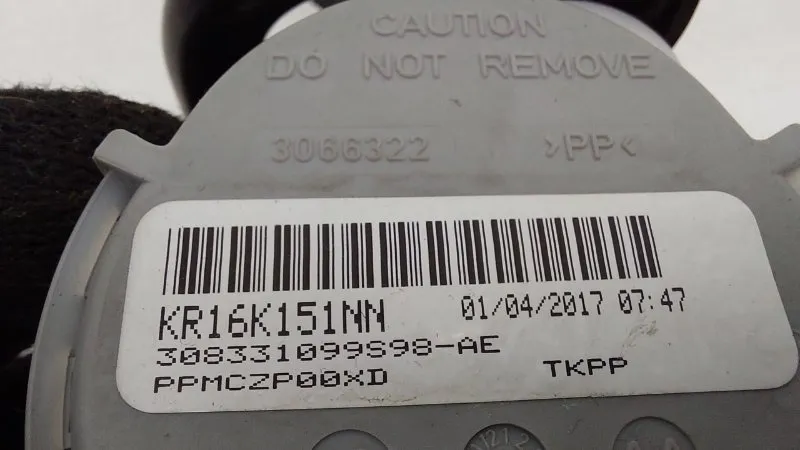 CAUTION
DO NOT REMOVE
3066322 >PP<
KR16K151NN 01/04/2017 07:47
308331099S98-AE
PPMCZP00XD TKPP